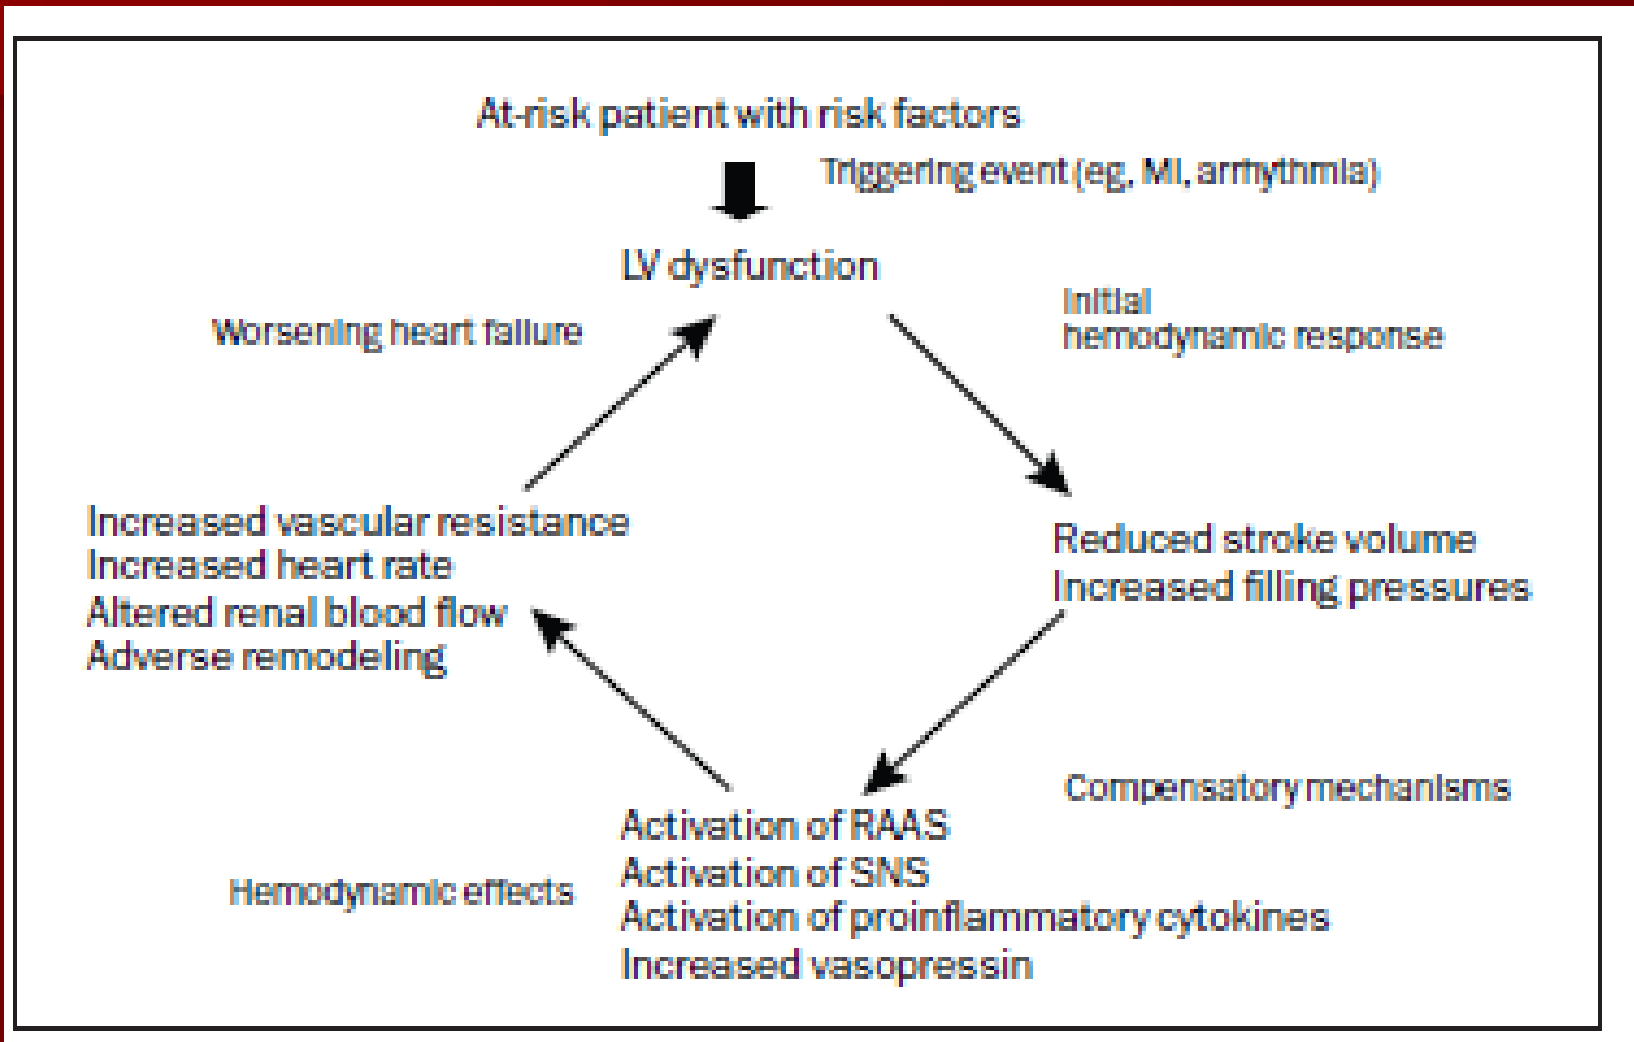 At-risk patient with risk factors
Triggering event (eg, MI, arrhythmia)
LV dysfunction
Initial
hemodynamic response
Worsening heart failure
Increased vascular resistance
Increased heart rate
Altered renal blood flow
Adverse remodeling
Reduced stroke volume
Increased filling pressures
Compensatory mechanisms
Activation of RAAS
Activation of SNS
Activation of proinflammatory cytokines
Increased vasopressin
Hemodynamic effects